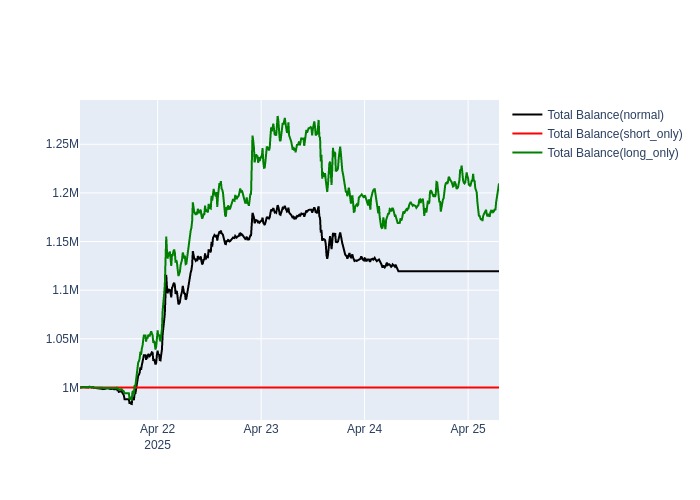 Total Balance(normal)
Total Balance(short_only)
Total Balance(long_only)
1.25M
1.2M
1.15M
1.1M
1.05M
1M
Apr 22
2025
Apr 23
Apr 24
Apr 25